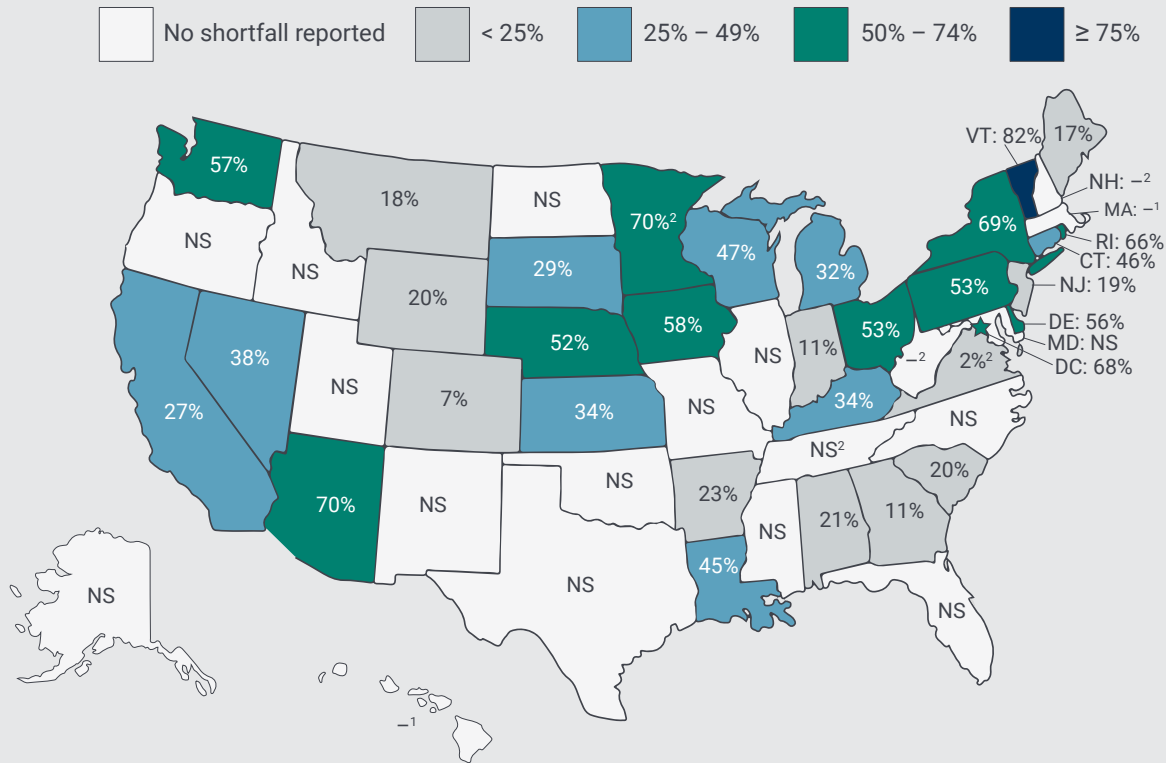 No shortfall reported
< 25%
25% – 49%
50% – 74%
≥ 75%
VT: 82%
17%
57%
18%
NS
70%²
NH: –²
MA: –¹
69%
NS
47%
RI: 66%
CT: 46%
NS
29%
32%
20%
53%
NJ: 19%
DE: 56%
MD: NS
DC: 68%
52%
58%
53%
38%
NS
11%
–²
2%²
NS
7%
27%
34%
NS
34%
NS
NS²
20%
70%
NS
NS
23%
NS
21%
11%
45%
NS
NS
NS
NS
–¹